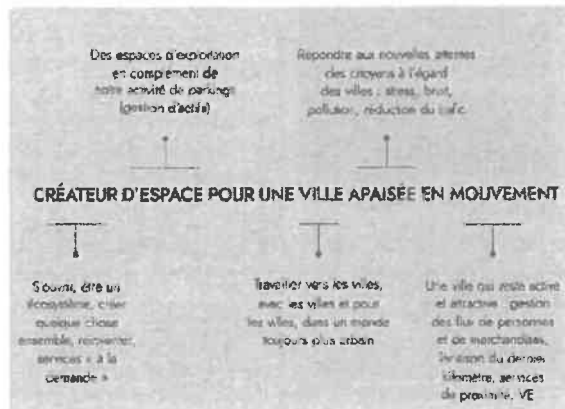 Des espaces d'exploitation
en complément de
notre activité de parkings
(gestion d'actifs)
Répondre aux nouvelles attentes
des citoyens à l'égard
des villes : stress, bruit,
pollution, réduction du trafic
CRÉATEUR D'ESPACE POUR UNE VILLE APAISÉE EN MOUVEMENT
S'ouvrir, être un
écosystème, créer
quelque chose
ensemble, réinventer,
services « à la
demande »
Travailler vers les villes,
avec les villes et pour
les villes, dans un monde
toujours plus urbain
Une ville qui reste active
et attractive : gestion
des flux de personnes
et de marchandises,
livraison du dernier
kilomètre, services
de proximité, VE